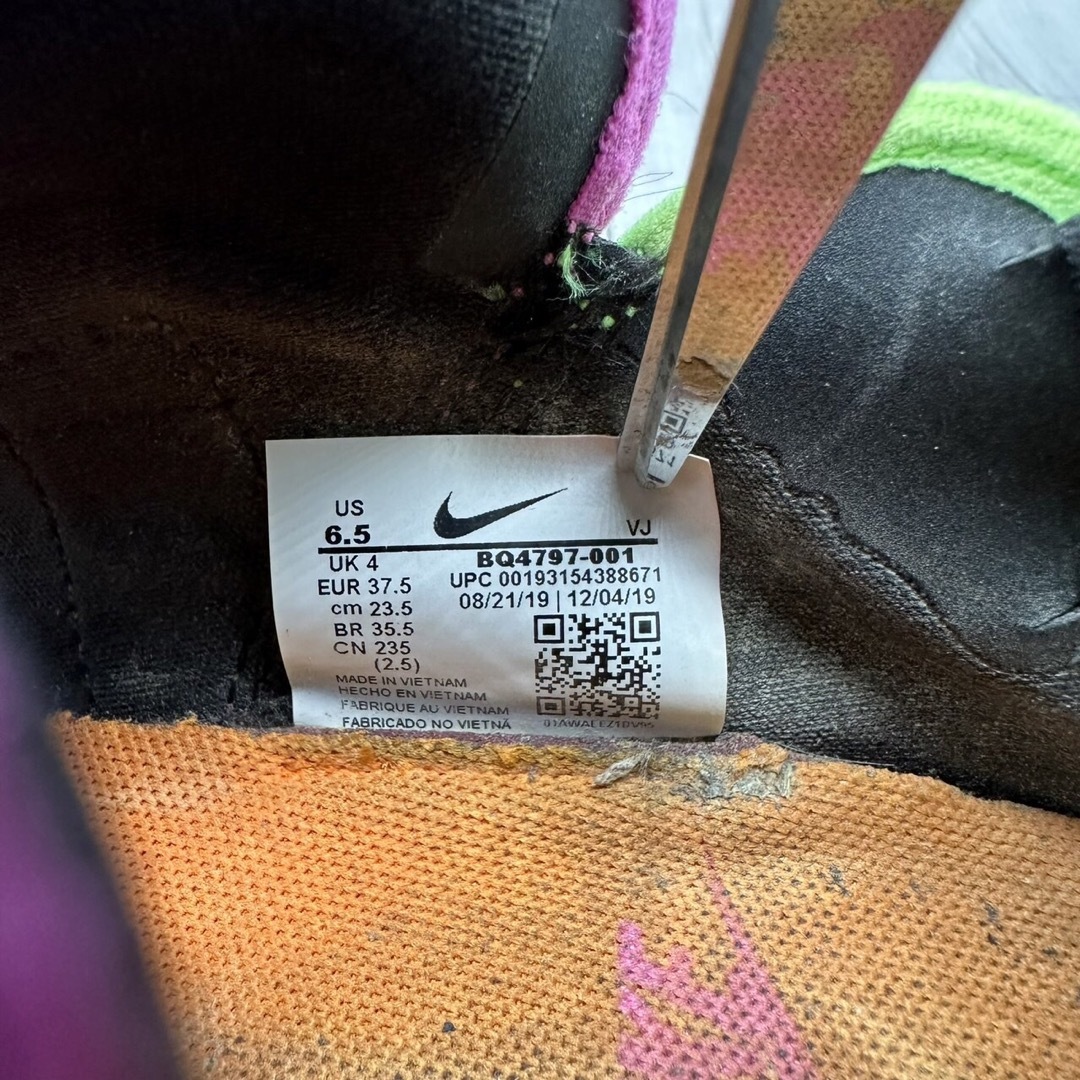 US
6.5
VJ
UK 4
BQ4797-001
EUR 37.5
UPC 00193154388671
cm 23.5
08/21/19 | 12/04/19
BR 35.5
CN 235
(2.5)
MADE IN VIETNAM
HECHO EN VIETNAM
FABRIQUE AU VIETNAM
FABRICADO NO VIETNÃ